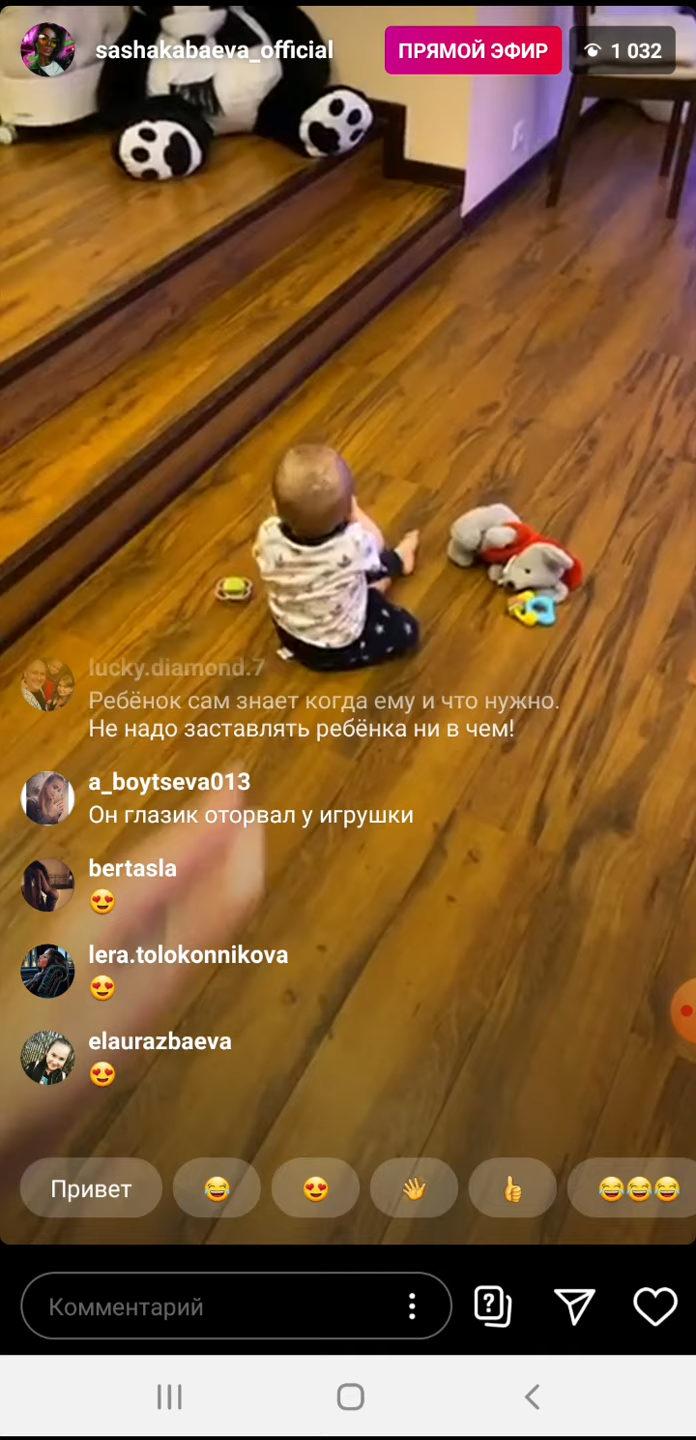 sashakabaeva_official
ПРЯМОЙ ЭФИР
1 032
lucky.diamond.7
Ребёнок сам знает когда ему и что нужно.
Не надо заставлять ребёнка ни в чем!
a_boytseva013
Он глазик оторвал у игрушки
bertasla
😍
lera.tolokonnikova
😍
elaurazbaeva
😍
Привет 😂 😍 👋 👍 😂😂😂
Комментарий